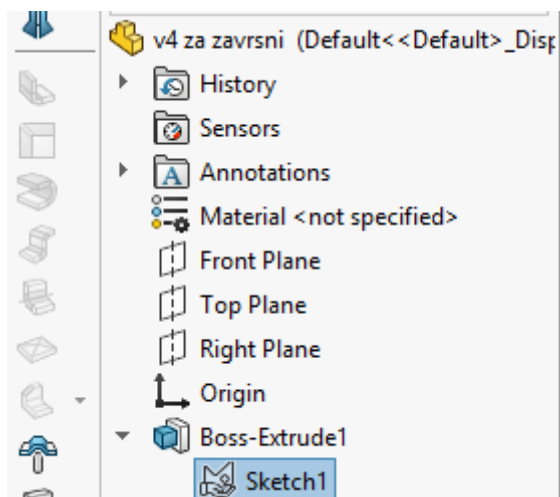 v4 za zavrsni (Default<<Default>_Disp
History
Sensors
A Annotations
Material <not specified>
Front Plane
Top Plane
Right Plane
Origin
Boss-Extrude1
Sketch1